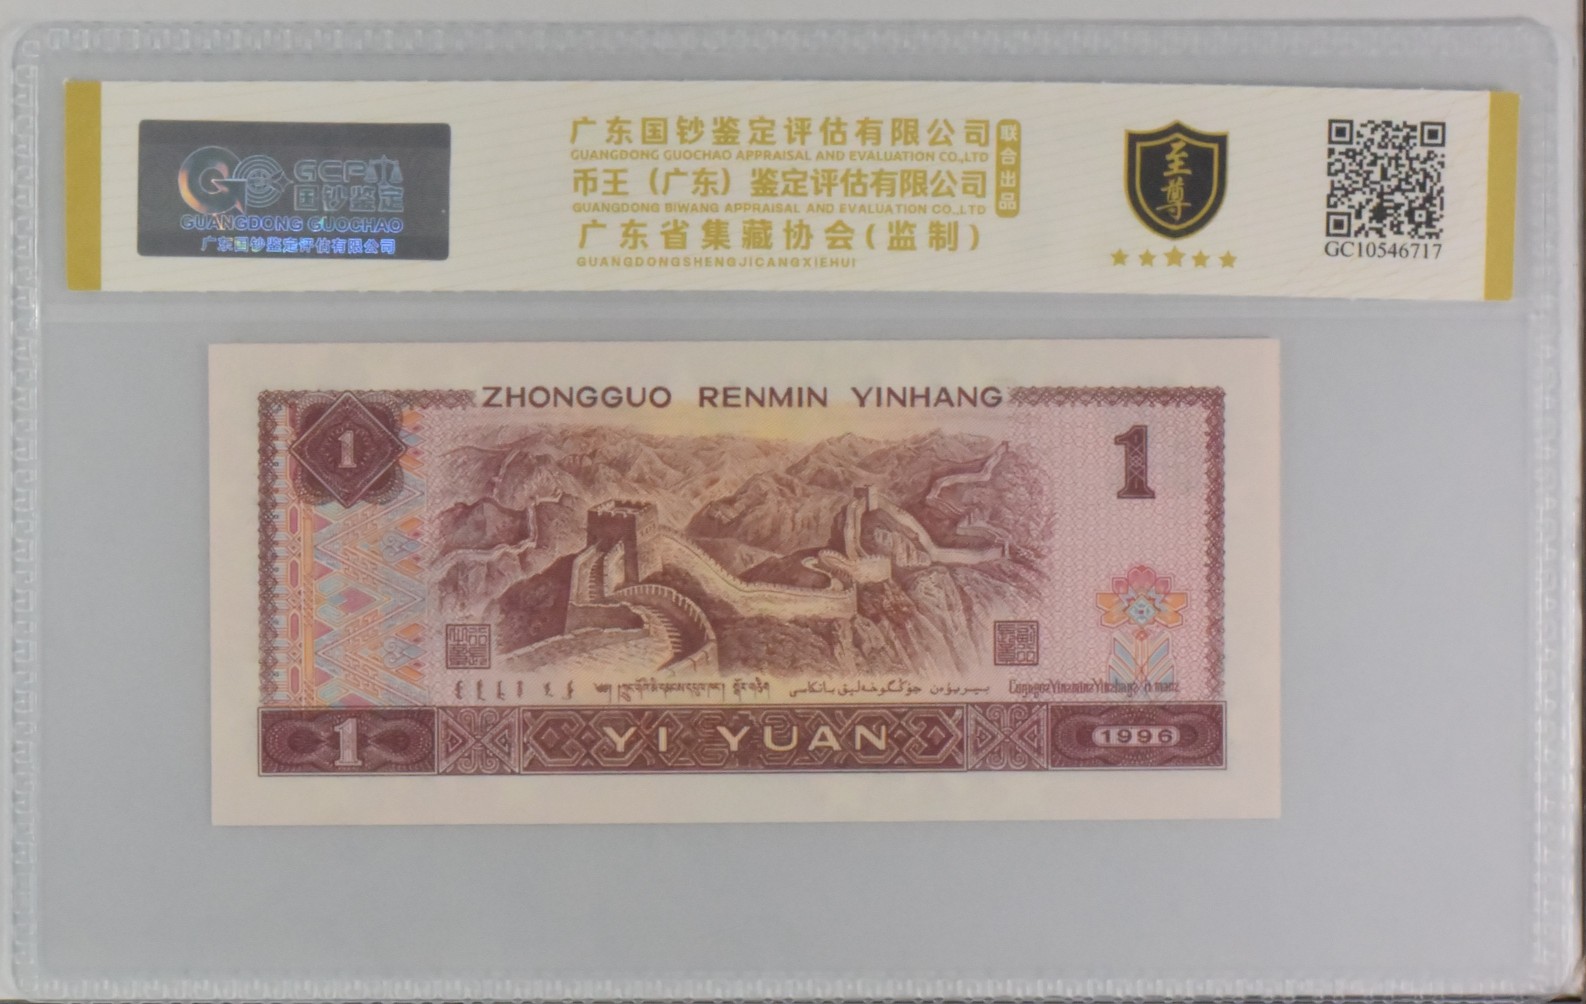 GCP
国钞鉴定
GUANGDONG GUOCHAO
广东国钞鉴定评估有限公司
广东国钞鉴定评估有限公司
GUANGDONG GUOCHAO APPRAISAL AND EVALUATION CO.,LTD
币王（广东）鉴定评估有限公司
GUANGDONG BIWANG APPRAISAL AND EVALUATION CO.,LTD
联合出品
广东省集藏协会(监制)
GUANGDONGSHENGJICANGXIEHUI
至尊
GC10546717
ZHONGGUO RENMIN YINHANG
1
1
1
YI YUAN
1996